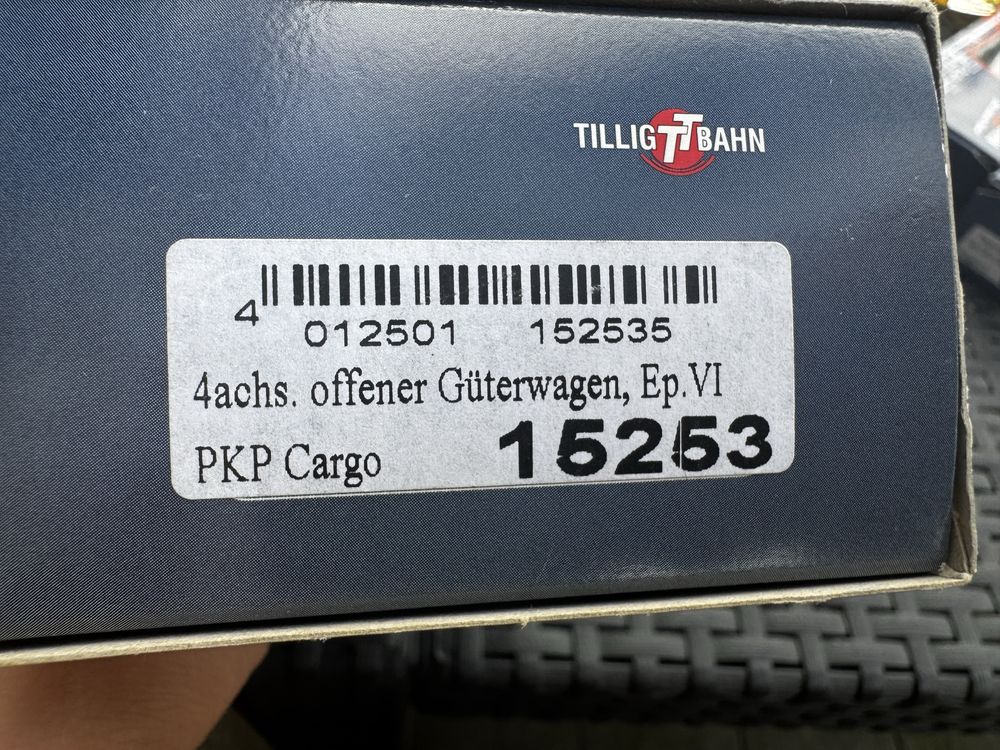 TILLIG TT BAHN
4 012501 152535
4achs. offener Güterwagen, Ep.VI
PKP Cargo 15253